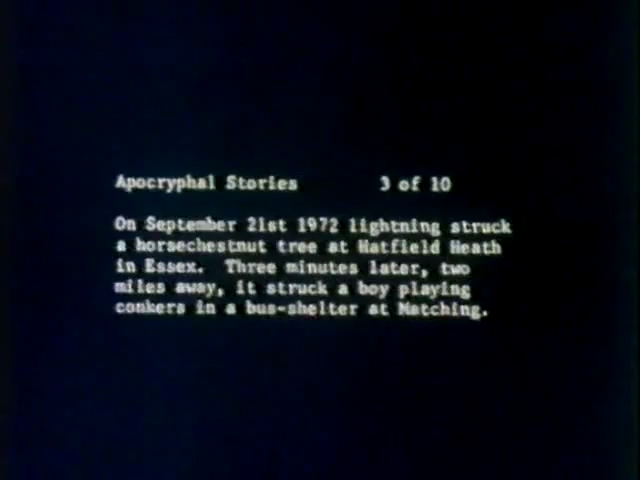 Apocryphal Stories 3 of 10
On September 21st 1972 lightning struck
a horsechestnut tree at Hatfield Heath
in Essex. Three minutes later, two
miles away, it struck a boy playing
conkers in a bus-shelter at Matching.